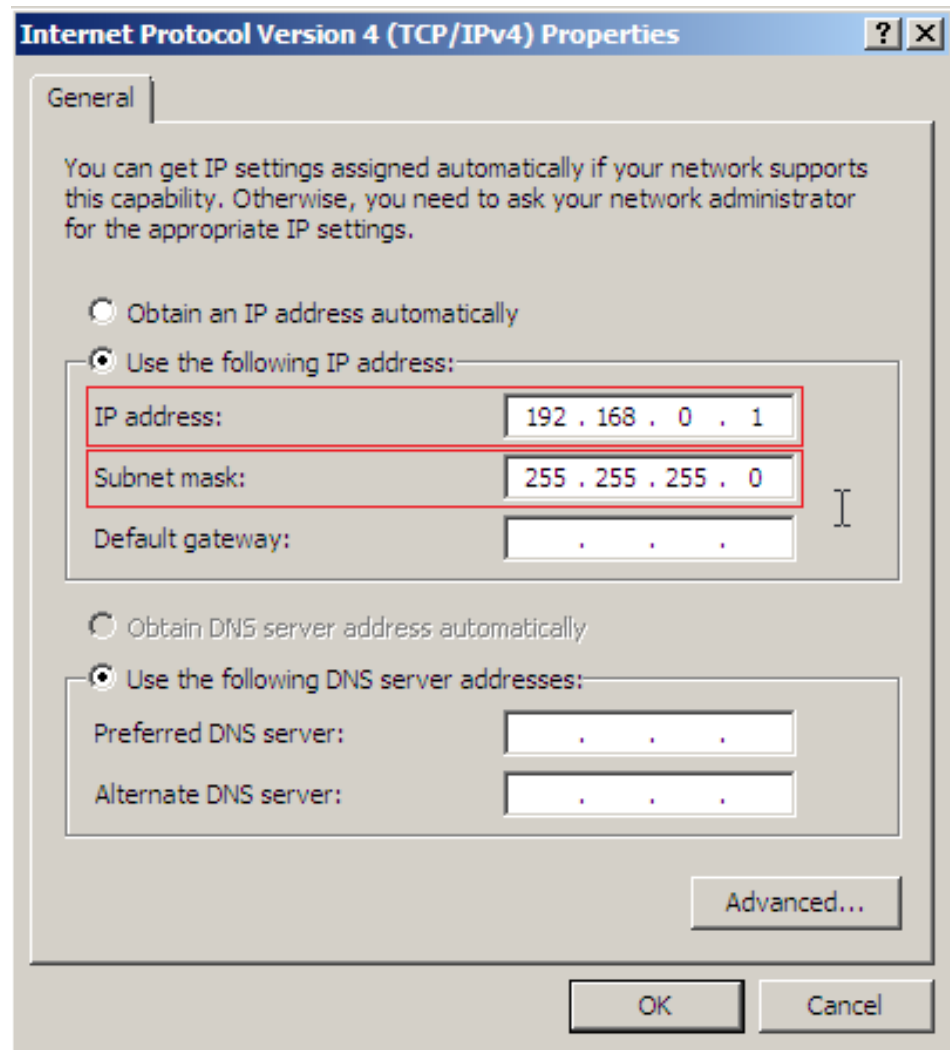 Internet Protocol Version 4 (TCP/IPv4) Properties ? X
General
You can get IP settings assigned automatically if your network supports
this capability. Otherwise, you need to ask your network administrator
for the appropriate IP settings.
Obtain an IP address automatically
Use the following IP address:
IP address: 192 . 168 . 0 . 1
Subnet mask: 255 . 255 . 255 . 0
Default gateway: . . .
Obtain DNS server address automatically
Use the following DNS server addresses:
Preferred DNS server: . . .
Alternate DNS server: . . .
Advanced...
OK Cancel